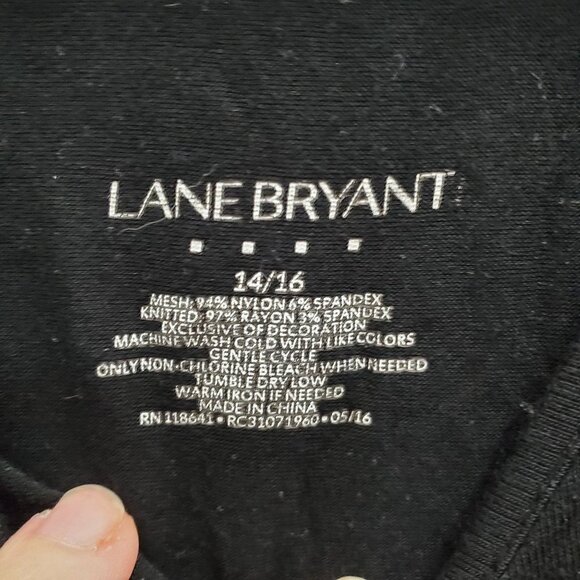 LANE BRYANT
14/16
MESH: 94% NYLON 6% SPANDEX
KNITTED: 97% RAYON 3% SPANDEX
EXCLUSIVE OF DECORATION
MACHINE WASH COLD WITH LIKE COLORS
GENTLE CYCLE
ONLY NON-CHLORINE BLEACH WHEN NEEDED
TUMBLE DRY LOW
WARM IRON IF NEEDED
MADE IN CHINA
RN 118641 • RC31071960 • 05/16